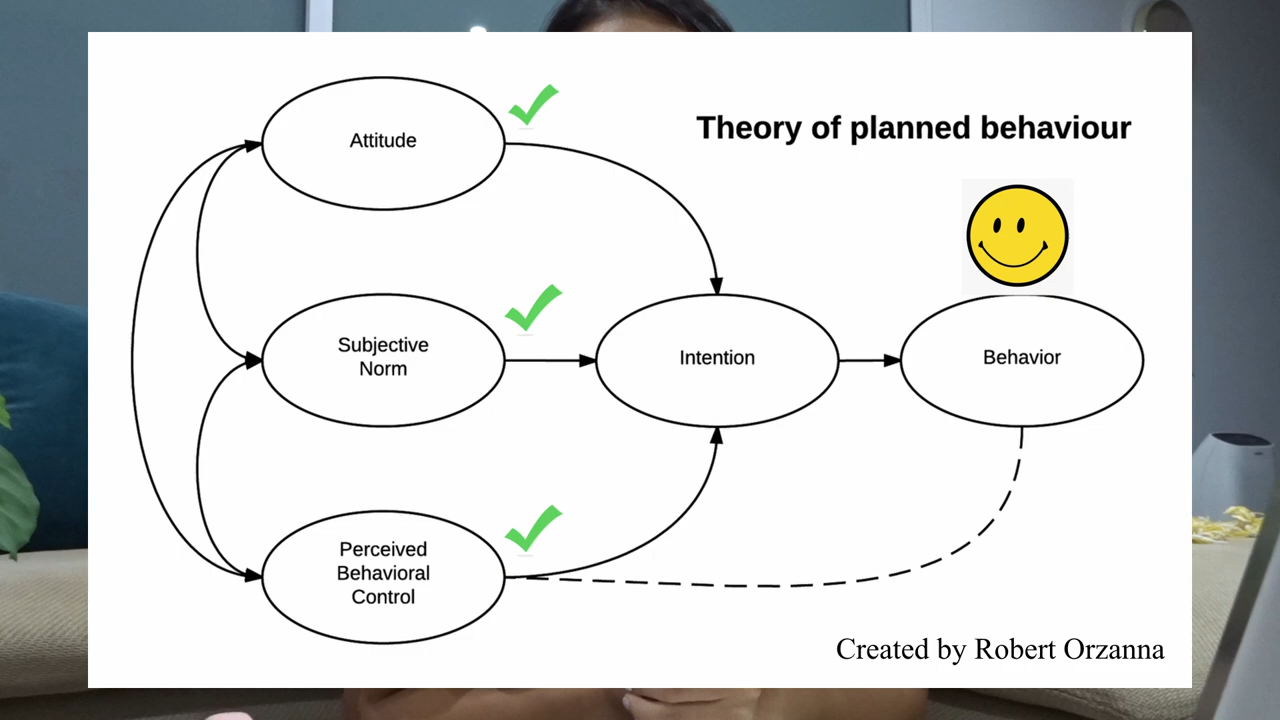 Theory of planned behaviour
Attitude
Subjective
Norm
Intention
Behavior
Perceived
Behavioral
Control
Created by Robert Orzanna